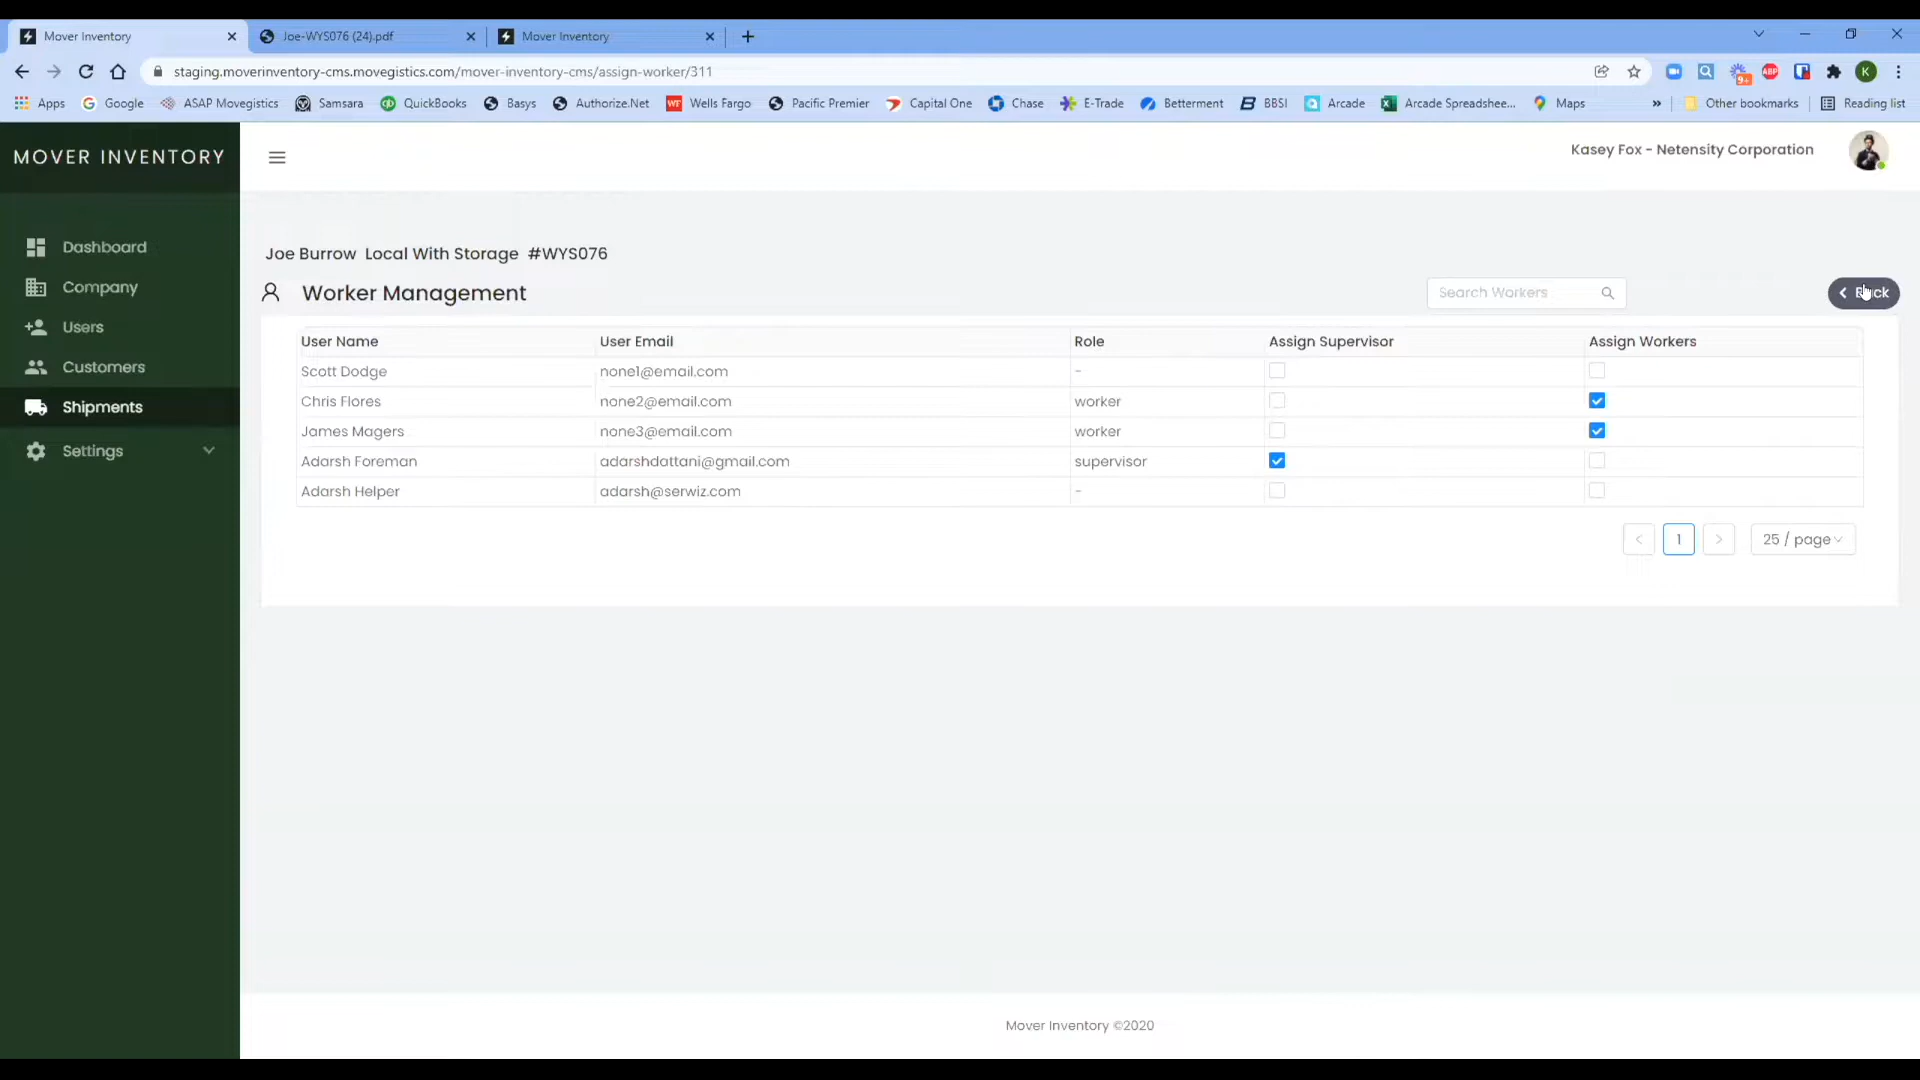 Mover Inventory
Joe-WYS076 (24).pdf
Mover Inventory
staging.moverinventory-cms.movegistics.com/mover-inventory-cms/assign-worker/311
9+
ABP
K
Apps
Google
ASAP Movegistics
Samsara
QuickBooks
Basys
Authorize.Net
WF
Wells Fargo
Pacific Premier
Capital One
Chase
E-Trade
Betterment
BBSI
Arcade
Arcade Spreadshee...
Maps
»
Other bookmarks
Reading list
MOVER INVENTORY
Kasey Fox - Netensity Corporation
Dashboard
Company
Users
Customers
Shipments
Settings
Joe Burrow Local With Storage #WYS076
Worker Management
Search Workers
Back
User Name User Email Role Assign Supervisor Assign Workers
Scott Dodge none1@email.com -
Chris Flores none2@email.com worker
James Magers none3@email.com worker
Adarsh Foreman adarshdattani@gmail.com supervisor
Adarsh Helper adarsh@serwiz.com -
< 1 > 25 / page
Mover Inventory ©2020